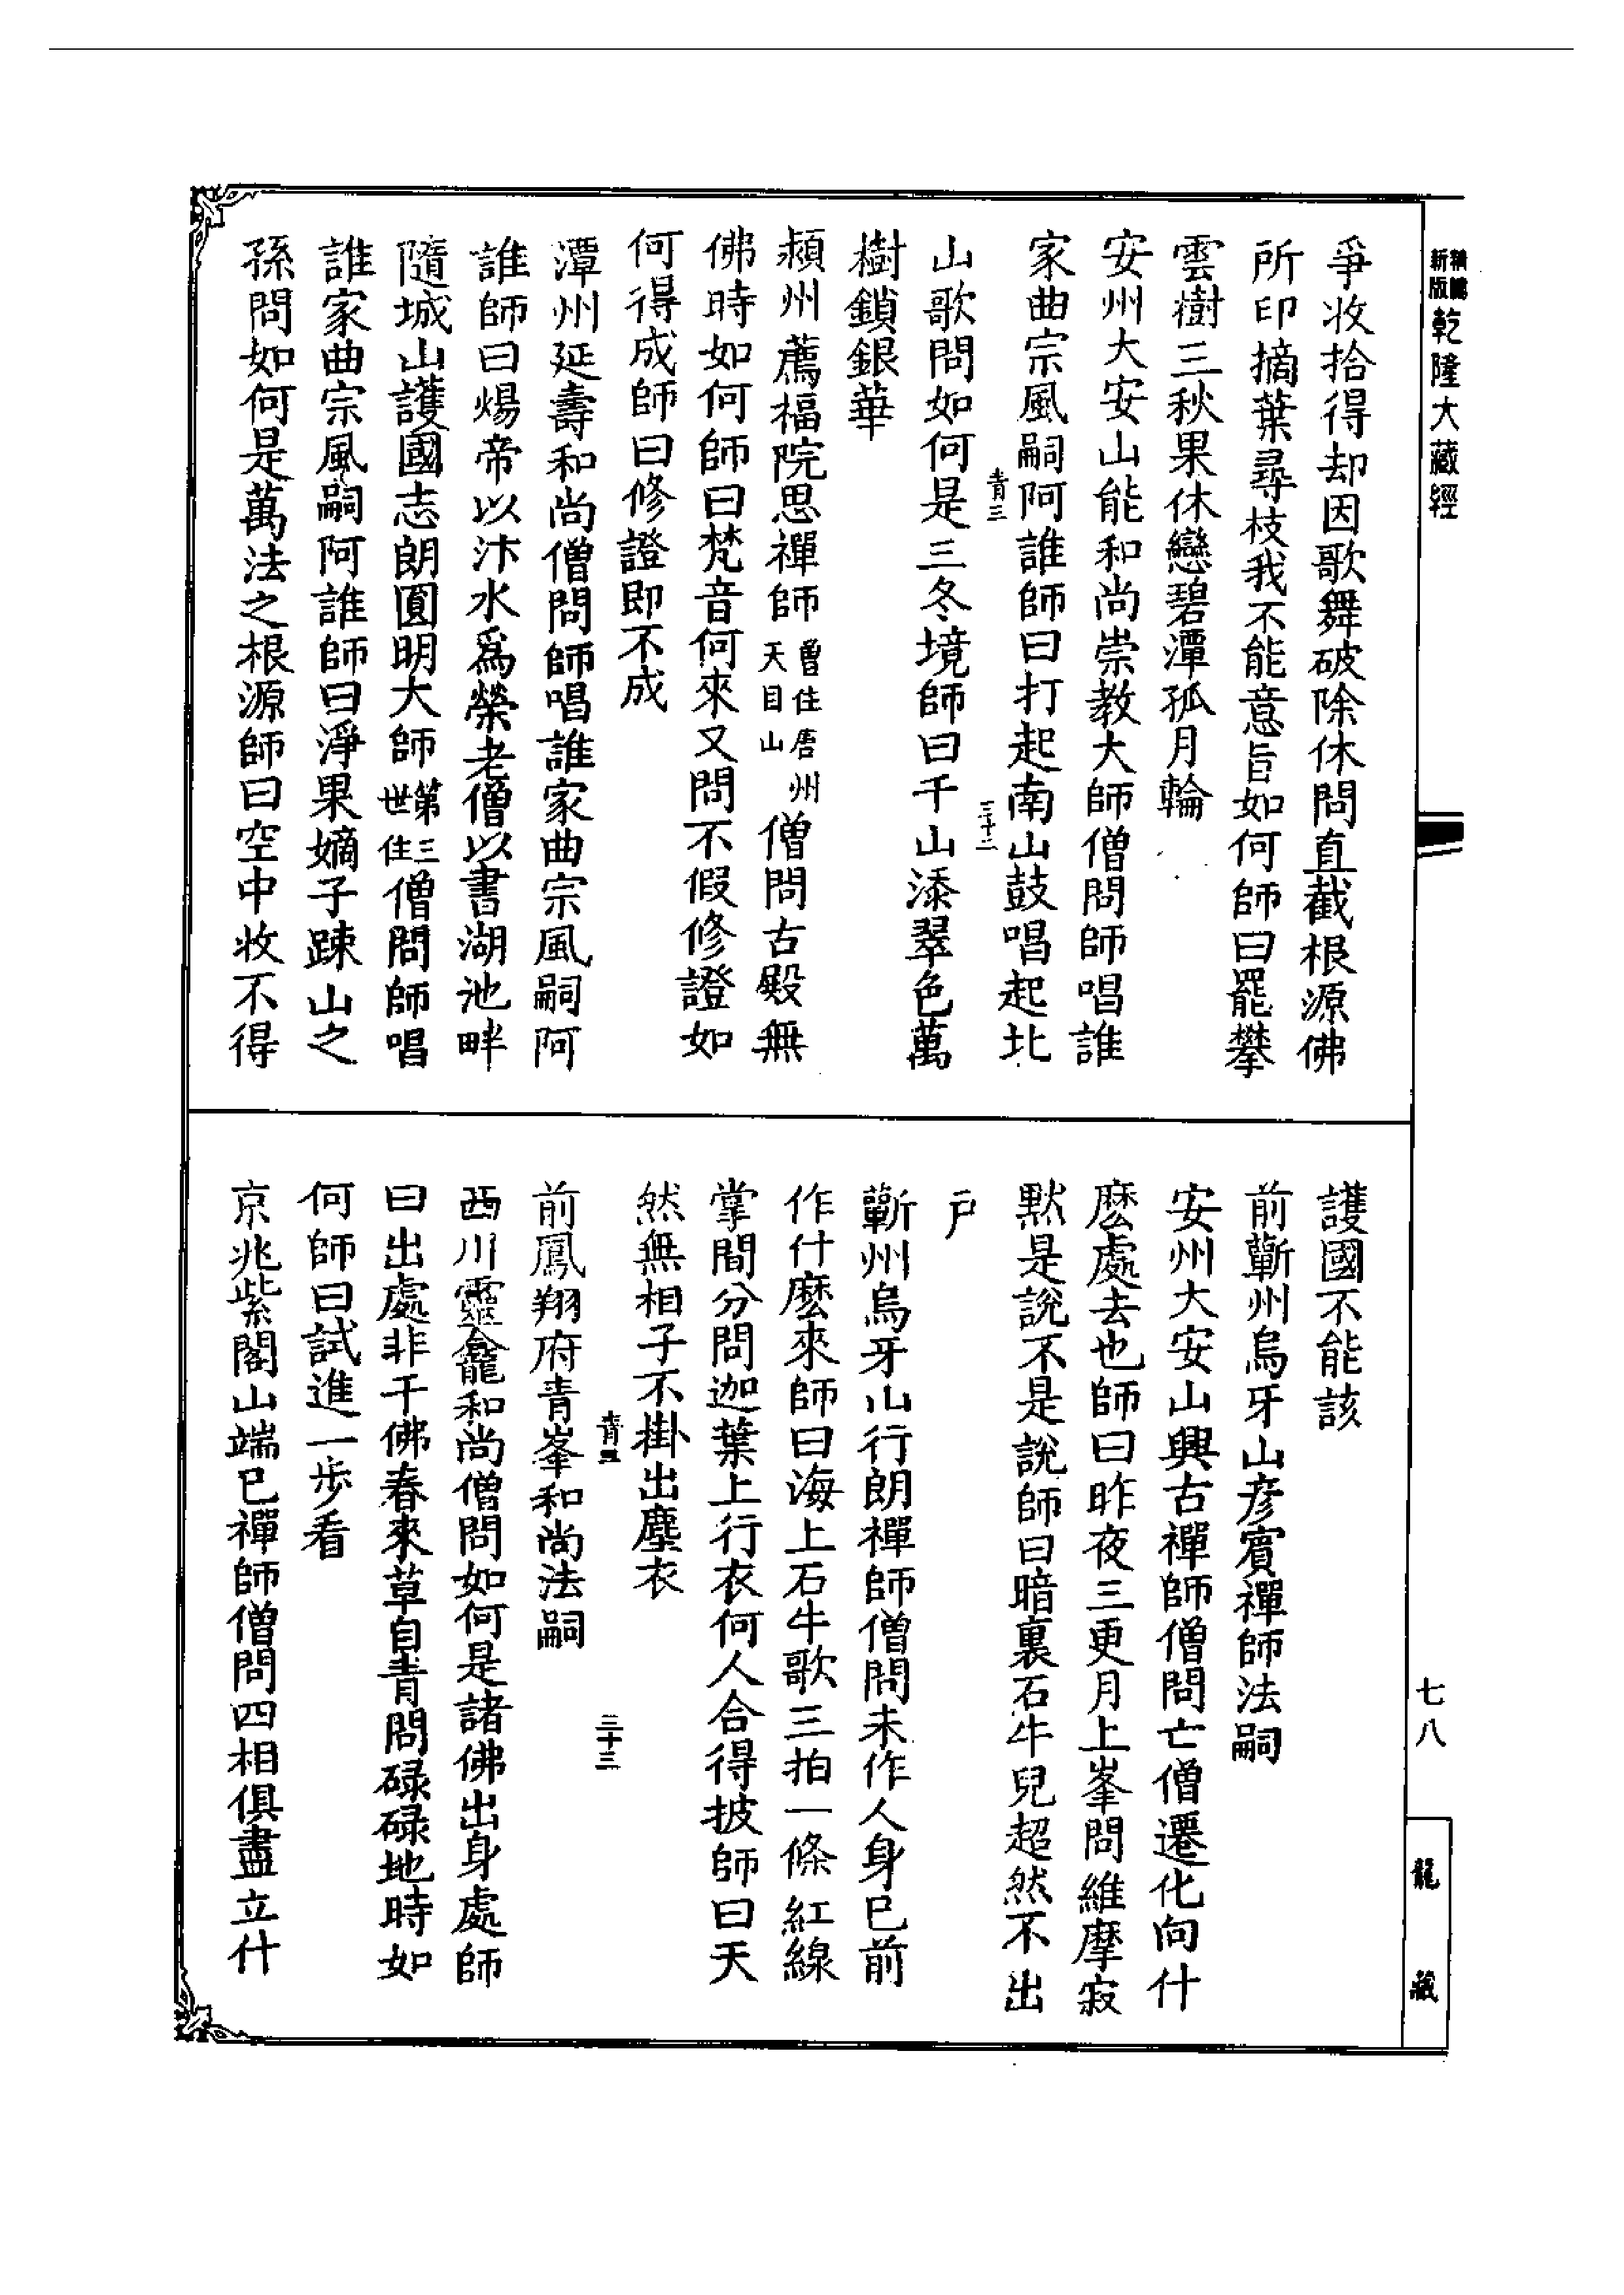 新版
乾隆大藏經
爭收拾得却因歌舞破除休問直截根源佛
所印摘葉尋枝我不能意旨如何師曰罷攀
雲樹三秋果休戀碧潭孤月輪
安州大安山能和尚崇教大師僧問師唱誰
家曲宗風嗣阿誰師曰打起南山鼓唱起北
青三
三十二
山歌問如何是三冬境師曰千山添翠色萬
樹鎖銀華
潁州薦福院思禪師曾住唐州天目山僧問古殿無
佛時如何師曰梵音何來又問不假修證如
何得成師曰修證即不成
潭州延壽和尚僧問師唱誰家曲宗風嗣阿
誰師曰煬帝以汴水爲榮老僧以書湖池畔
隨城山護國志朗圓明大師第三世住僧問師唱
誰家曲宗風嗣阿誰師曰淨果嫡子踈山之
孫問如何是萬法之根源師曰空中收不得
護國不能該
前蘄州烏牙山彥賓禪師法嗣
安州大安山興古禪師僧問亡僧遷化向什
麼處去也師曰昨夜三更月上峯問維摩寂
默是說不是說師曰暗裏石牛兒超然不出
戶
蘄州烏牙山行朗禪師僧問未作人身已前
作什麼來師曰海上石牛歌三拍一條紅線
掌間分問迦葉上行衣何人合得披師曰天
然無相子不掛出塵衣
青三
三十三
前鳳翔府青峯和尚法嗣
西川靈龕和尚僧問如何是諸佛出身處師
曰出處非干佛春來草自青問碌碌地時如
何師曰試進一步看
京兆紫閣山端已禪師僧問四相俱盡立什
七八
龍藏